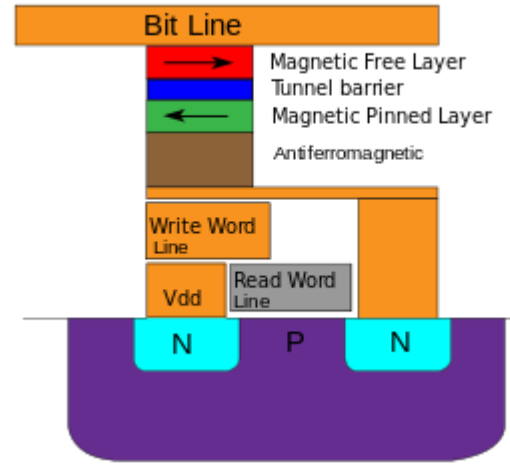 Bit Line
Magnetic Free Layer
Tunnel barrier
Magnetic Pinned Layer
Antiferromagnetic
Write Word
Line
Vdd
Read Word
Line
N
P
N